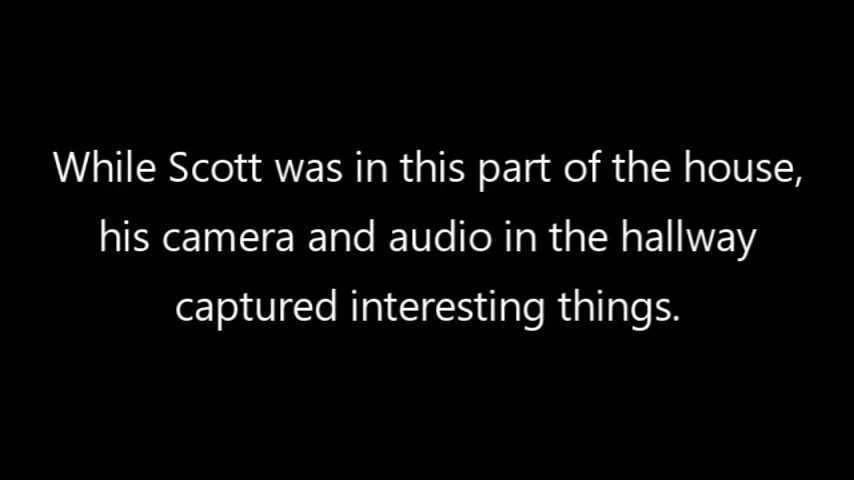 While Scott was in this part of the house,
his camera and audio in the hallway
captured interesting things.